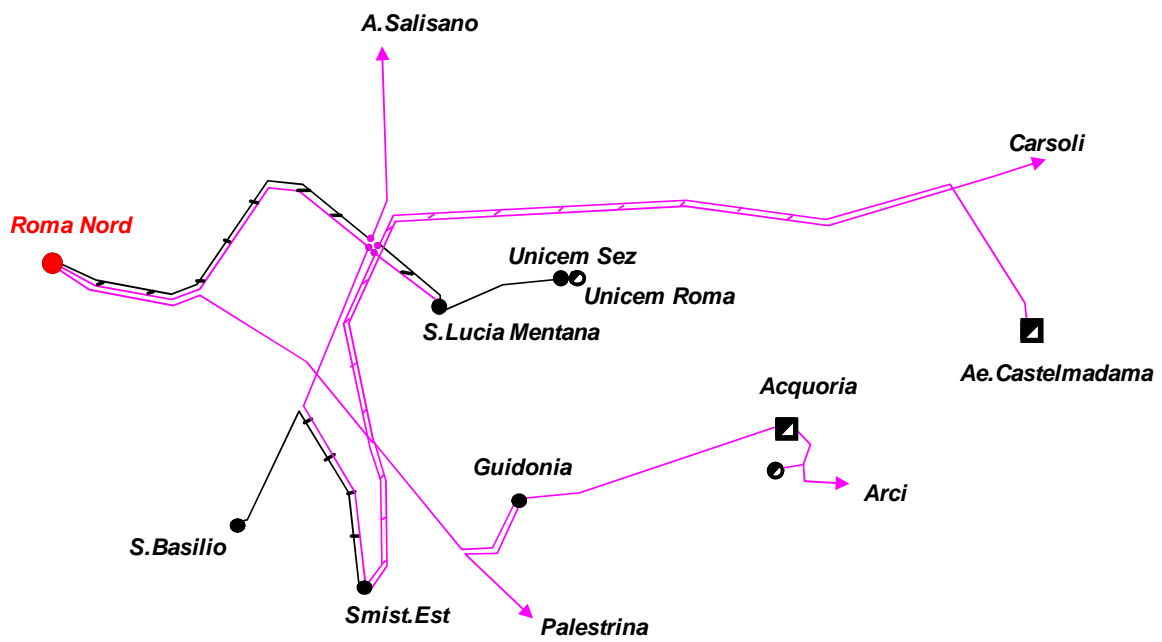 A.Salisano
Carsoli
Roma Nord
Unicem Sez
Unicem Roma
S.Lucia Mentana
Ae.Castelmadama
Acquoria
Guidonia
Arci
S.Basilio
Smist.Est
Palestrina